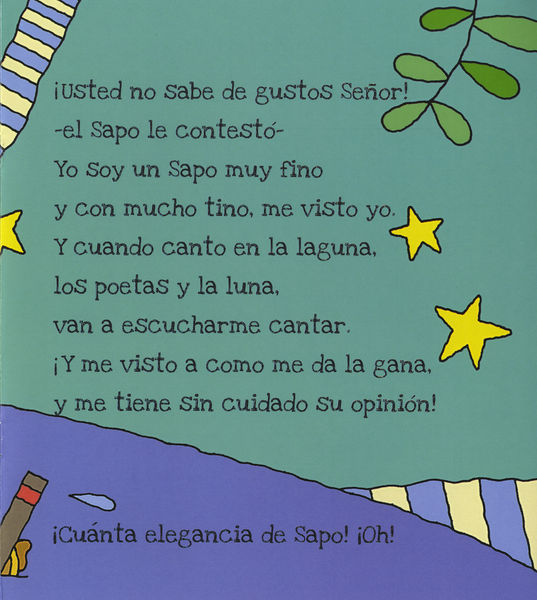 ¡Usted no sabe de gustos Señor!
-el Sapo le contestó-
Yo soy un Sapo muy fino
y con mucho tino, me visto yo.
Y cuando canto en la laguna,
los poetas y la luna,
van a escucharme cantar.
¡Y me visto a como me da la gana,
y me tiene sin cuidado su opinión!
¡Cuánta elegancia de Sapo! ¡Oh!